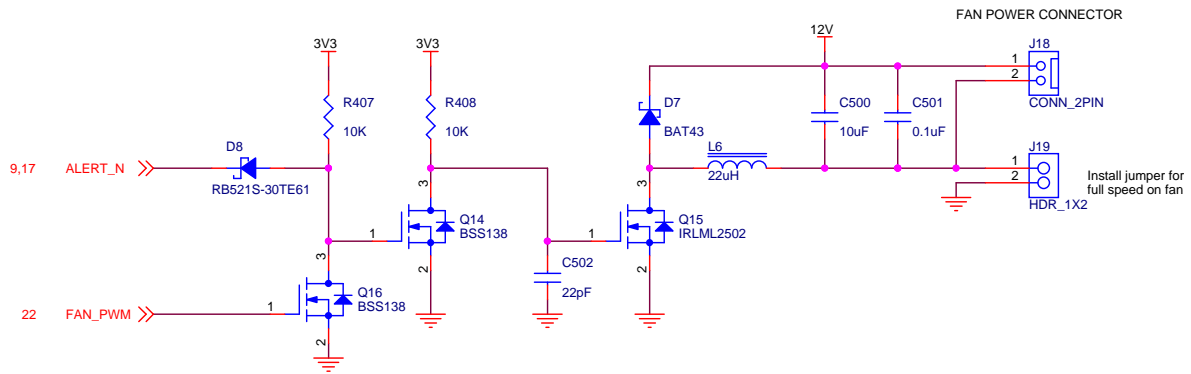 FAN POWER CONNECTOR
3V3
3V3
12V
J18
1
2
CONN_2PIN
R407
10K
R408
10K
D7
BAT43
C500
10uF
C501
0.1uF
D8
RB521S-30TE61
9,17 ALERT_N
L6
22uH
J19
1
2
HDR_1X2
Install jumper for
full speed on fan
3
1
2
Q14
BSS138
3
1
2
Q15
IRLML2502
C502
22pF
3
1
2
Q16
BSS138
22 FAN_PWM